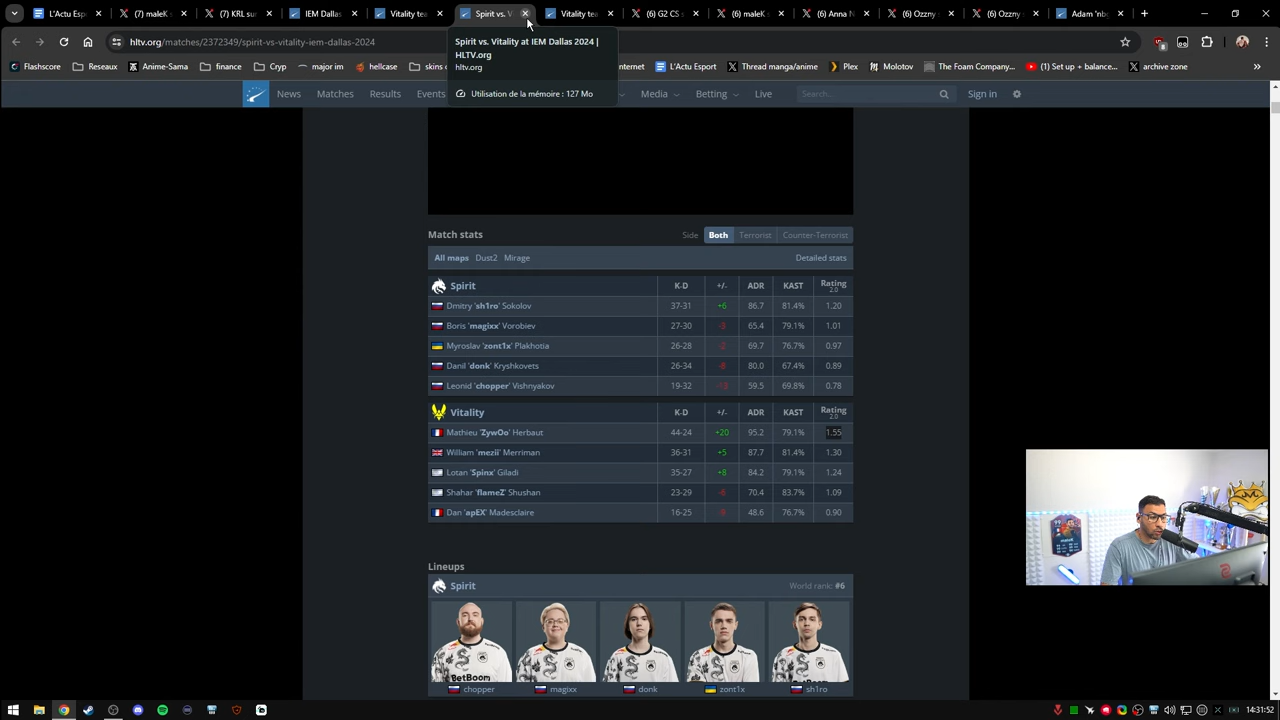 L'Actu Esport
(7) maleK s
(7) KRL sur
IEM Dallas
Vitality tea
Spirit vs. V
Vitality tea
(6) G2 CS s
(6) maleK s
(6) Anna N
(6) Ozzny s
(6) Ozzny s
Adam 'nbg
hltv.org/matches/2372349/spirit-vs-vitality-iem-dallas-2024
Spirit vs. Vitality at IEM Dallas 2024 |
HLTV.org
hltv.org
Utilisation de la mémoire : 127 Mo
Flashscore
Reaction
Anime-Sama
finance
Cryp
major im
hellcase
skins
L'Actu Esport
Thread manga/anime
Plex
Molotov
The Foam Company...
(1) Set up + balance...
archive zone
News
Matches
Results
Events
Media
Betting
Live
Search...
Sign in
Match stats
Side
Both
Terrorist
Counter-Terrorist
All maps
Dust2
Mirage
Detailed stats
Spirit K-D +/- ADR KAST Rating 2.0
Dmitry 'sh1ro' Sokolov 37-31 +6 86.7 81.4% 1.20
Boris 'magixx' Vorobiev 27-30 -3 65.4 79.1% 1.01
Myroslav 'zont1x' Plakhotia 26-28 -2 69.7 76.7% 0.97
Danil 'donk' Kryshkovets 26-34 -8 80.0 67.4% 0.89
Leonid 'chopper' Vishnyakov 19-32 -13 59.5 69.8% 0.78
Vitality K-D +/- ADR KAST Rating 2.0
Mathieu 'ZywOo' Herbaut 44-24 +20 95.2 79.1% 1.55
William 'mezii' Merriman 36-31 +5 87.7 81.4% 1.30
Lotan 'Spinx' Giladi 35-27 +8 84.2 79.1% 1.24
Shahar 'flameZ' Shushan 23-29 -6 70.4 83.7% 1.09
Dan 'apEX' Madesclaire 16-25 -9 48.6 76.7% 0.90
Lineups
Spirit
World rank: #6
BetBoom
chopper
magixx
donk
zont1x
sh1ro
14:31:52